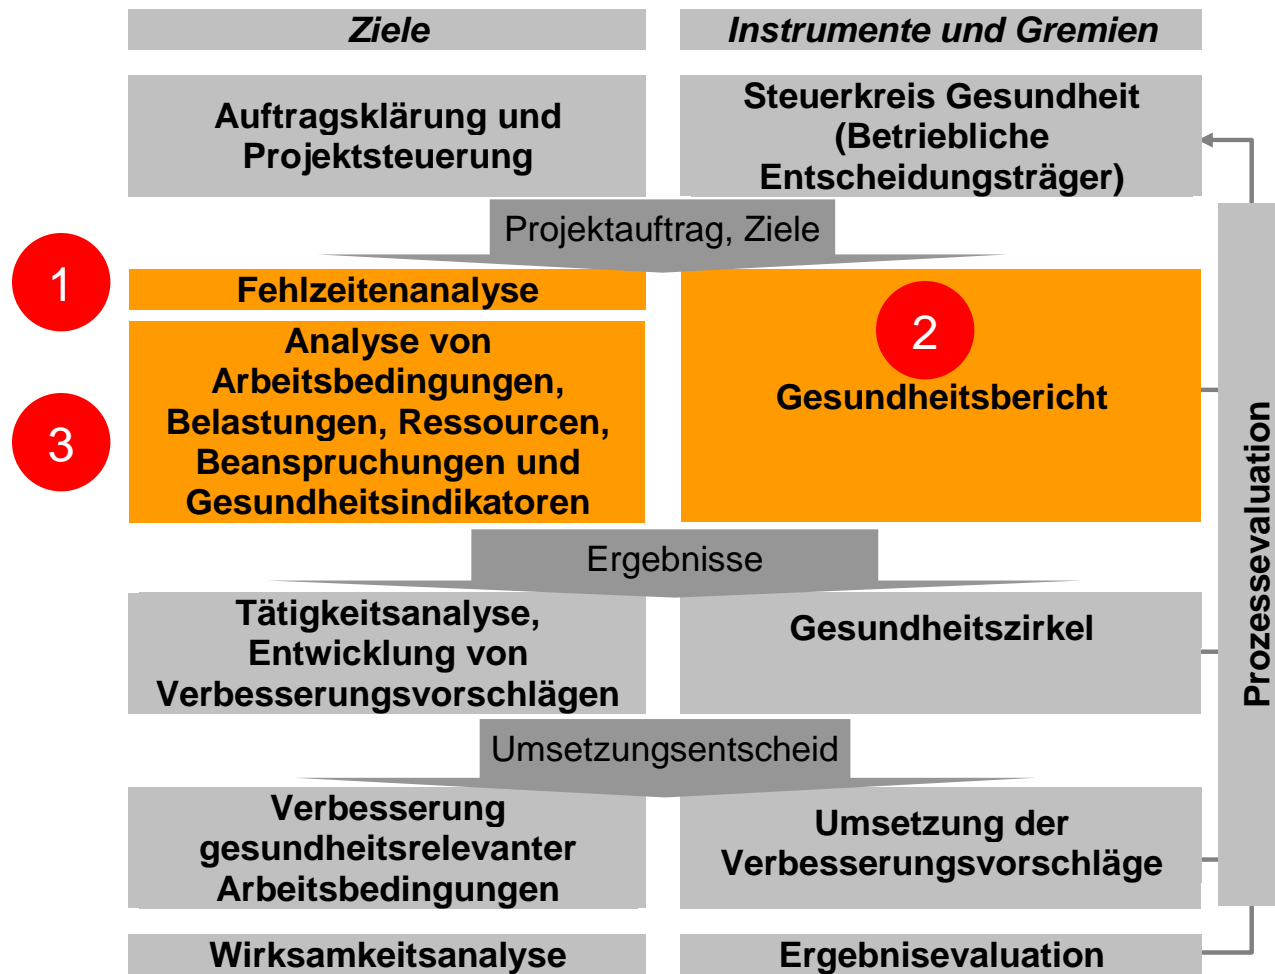 Ziele
Instrumente und Gremien
Auftragsklärung und
Projektsteuerung
Steuerkreis Gesundheit
(Betriebliche
Entscheidungsträger)
Projektauftrag, Ziele
1
Fehlzeitenanalyse
2
Gesundheitsbericht
3
Analyse von
Arbeitsbedingungen,
Belastungen, Ressourcen,
Beanspruchungen und
Gesundheitsindikatoren
Ergebnisse
Tätigkeitsanalyse,
Entwicklung von
Verbesserungsvorschlägen
Gesundheitszirkel
Umsetzungsentscheid
Verbesserung
gesundheitsrelevanter
Arbeitsbedingungen
Umsetzung der
Verbesserungsvorschläge
Wirksamkeitsanalyse
Ergebnisevaluation
Prozessevaluation